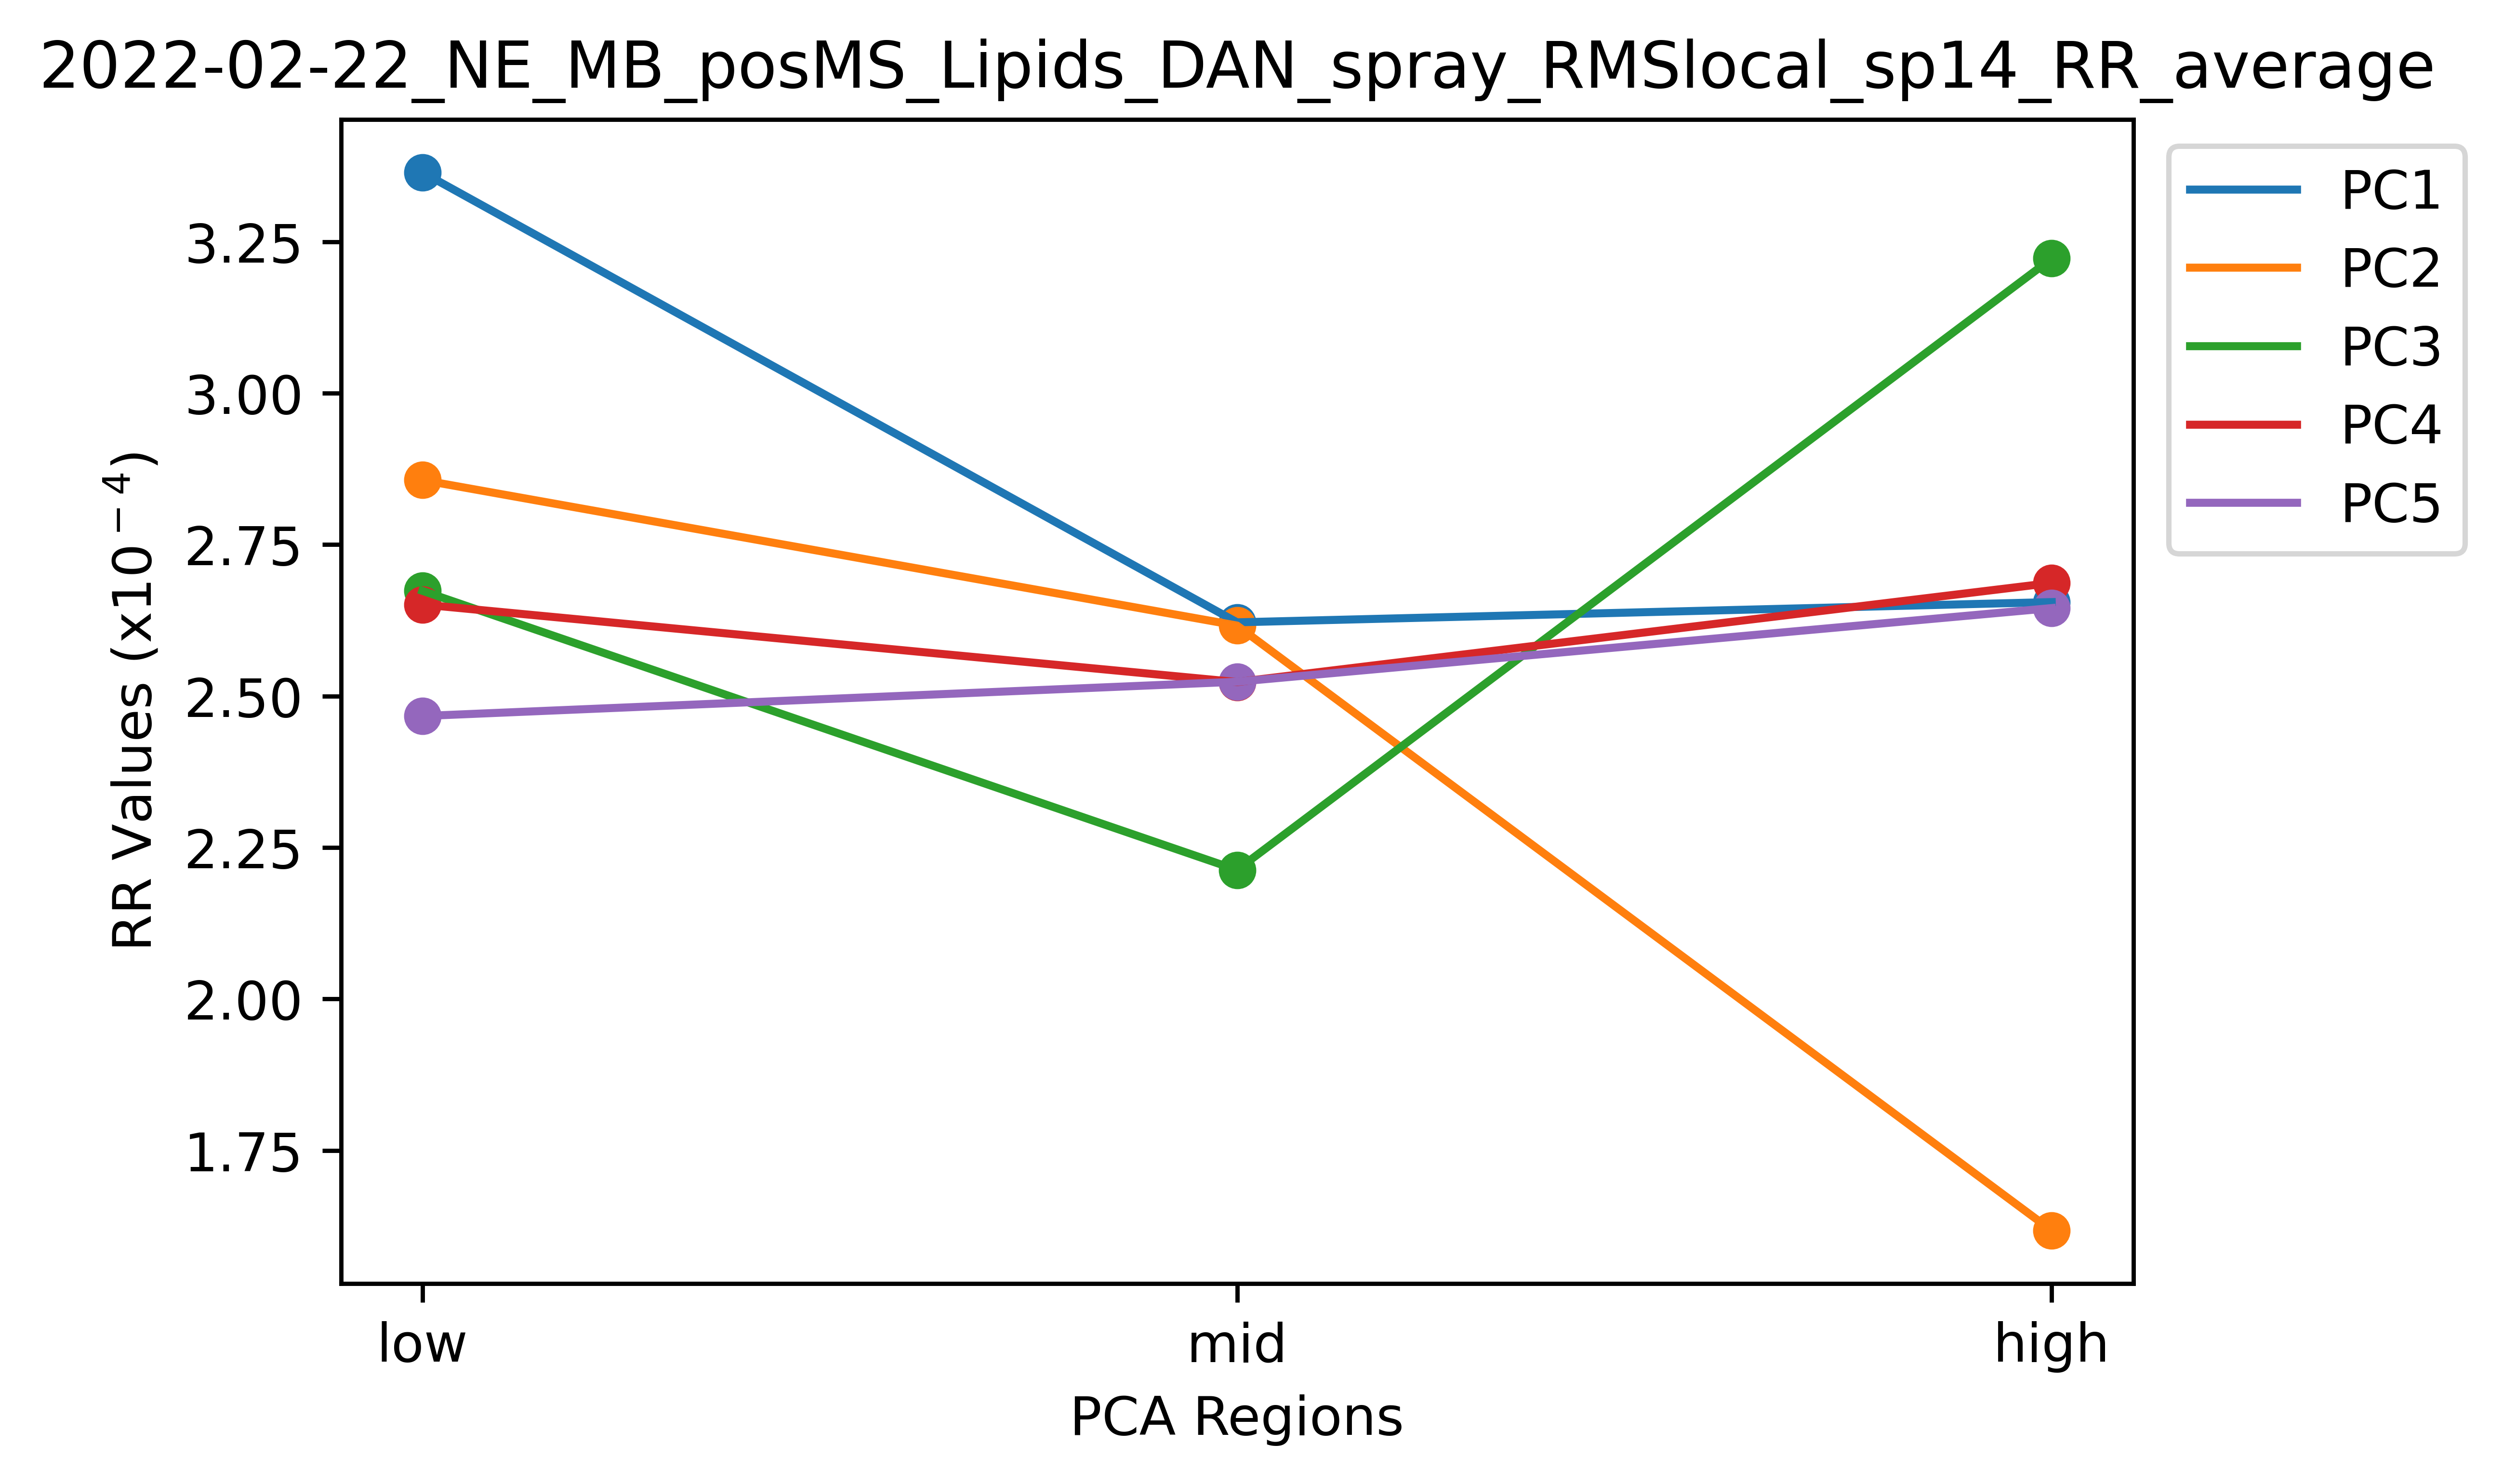 2022-02-22_NE_MB_posMS_Lipids_DAN_spray_RMSlocal_sp14_RR_average
PC1
PC2
PC3
PC4
PC5
RR Values (x10⁻⁴)
3.25
3.00
2.75
2.50
2.25
2.00
1.75
low mid high
PCA Regions